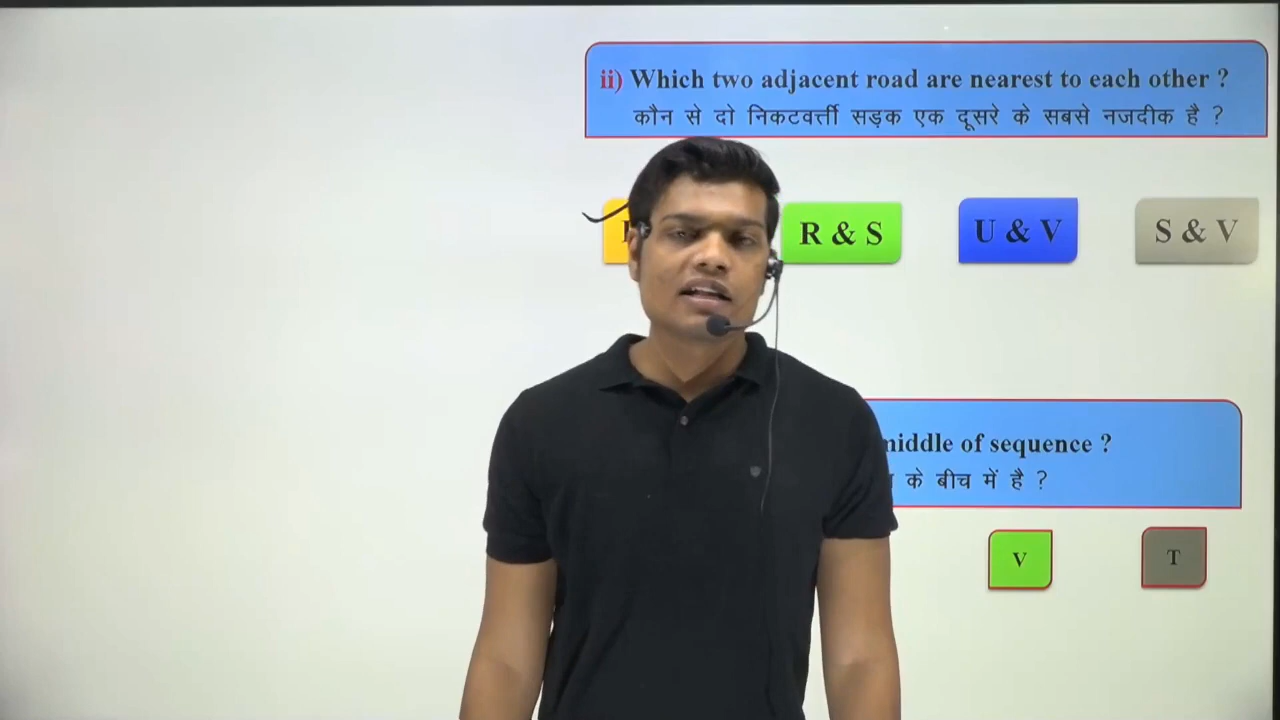 ii) Which two adjacent road are nearest to each other ?
कौन से दो निकटवर्त्ती सड़क एक दूसरे के सबसे नजदीक है ?
R & S U & V S & V
middle of sequence ?
के बीच में है ?
V T